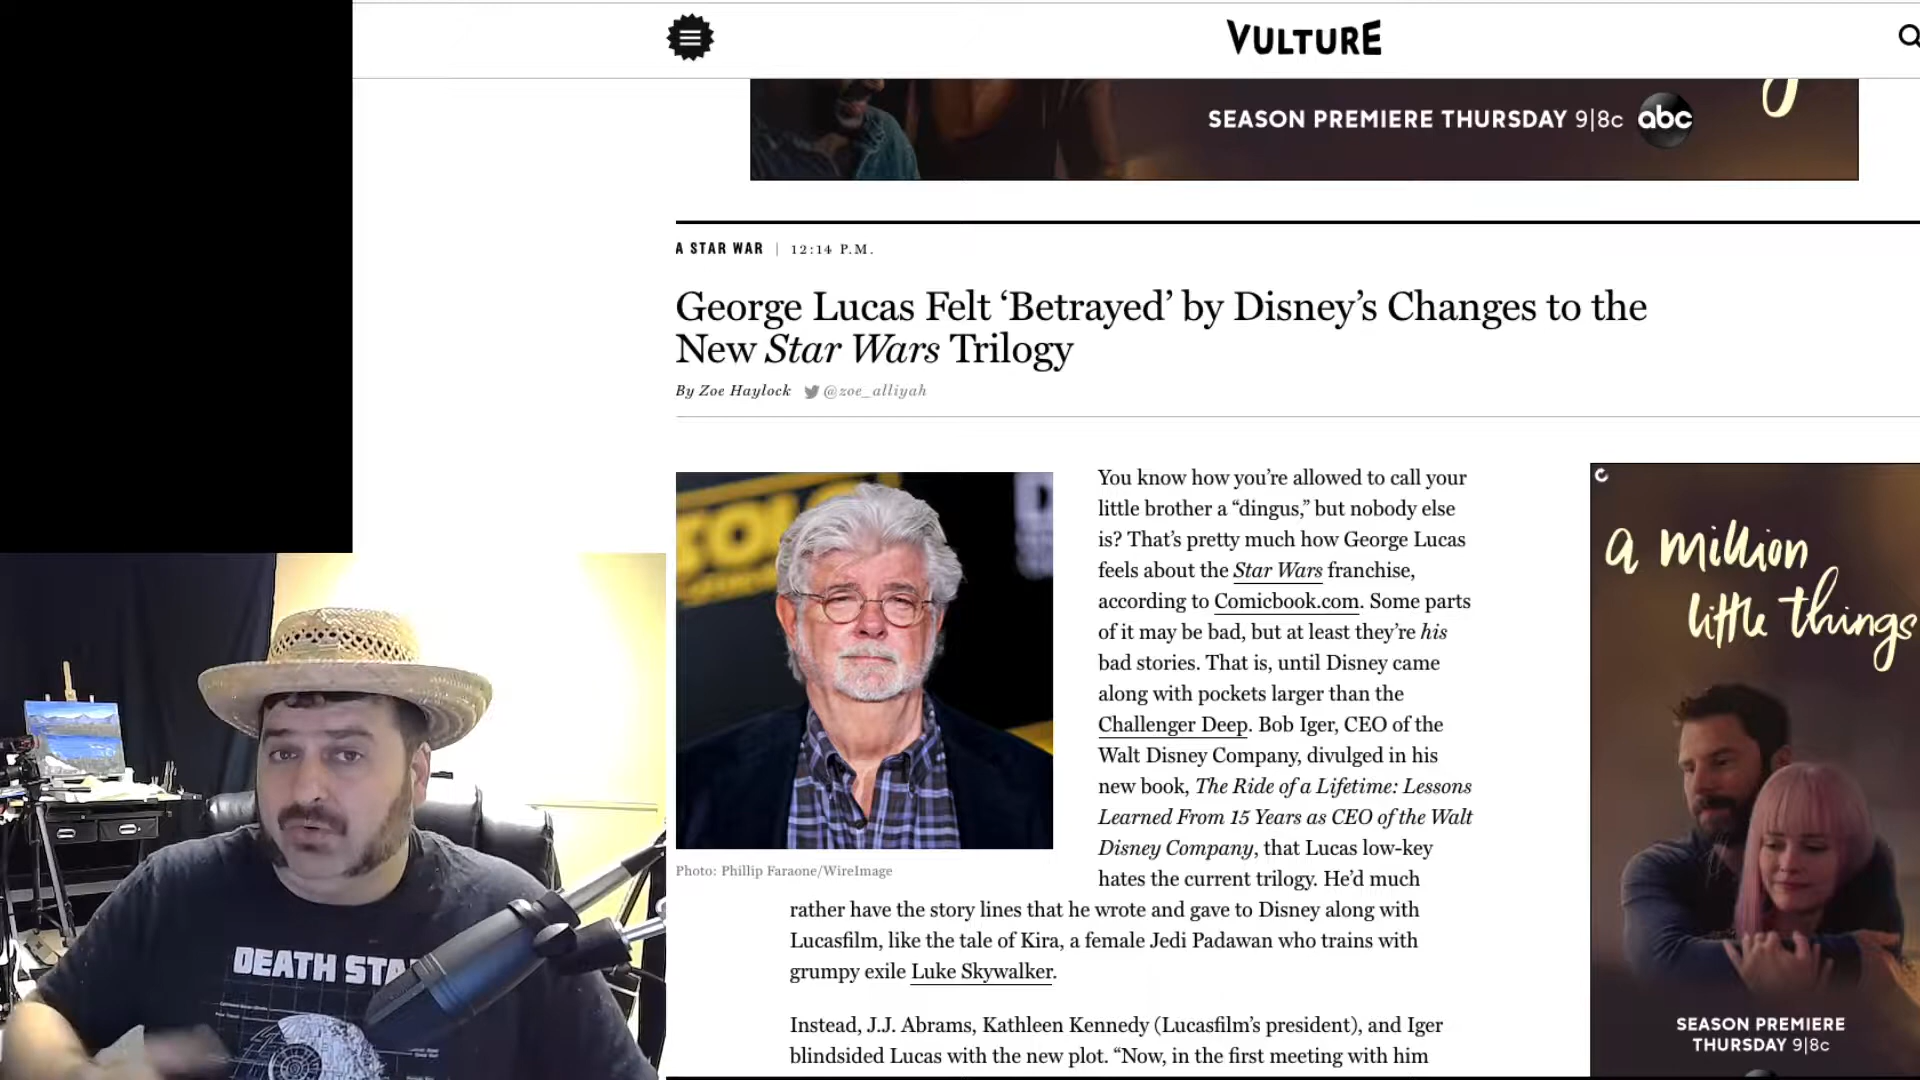 VULTURE
SEASON PREMIERE THURSDAY 9|8c abc
A STAR WAR | 12:14 P.M.
George Lucas Felt ‘Betrayed’ by Disney’s Changes to the
New Star Wars Trilogy
By Zoe Haylock @zoe_alliyah
You know how you’re allowed to call your
little brother a “dingus,” but nobody else
is? That’s pretty much how George Lucas
feels about the Star Wars franchise,
according to Comicbook.com. Some parts
of it may be bad, but at least they’re his
bad stories. That is, until Disney came
along with pockets larger than the
Challenger Deep. Bob Iger, CEO of the
Walt Disney Company, divulged in his
new book, The Ride of a Lifetime: Lessons
Learned From 15 Years as CEO of the Walt
Disney Company, that Lucas low-key
hates the current trilogy. He’d much
Photo: Phillip Faraone/WireImage
rather have the story lines that he wrote and gave to Disney along with
Lucasfilm, like the tale of Kira, a female Jedi Padawan who trains with
grumpy exile Luke Skywalker.
Instead, J.J. Abrams, Kathleen Kennedy (Lucasfilm’s president), and Iger
blindsided Lucas with the new plot. “Now, in the first meeting with him
a million
little things
SEASON PREMIERE
THURSDAY 9|8c
DEATH STA